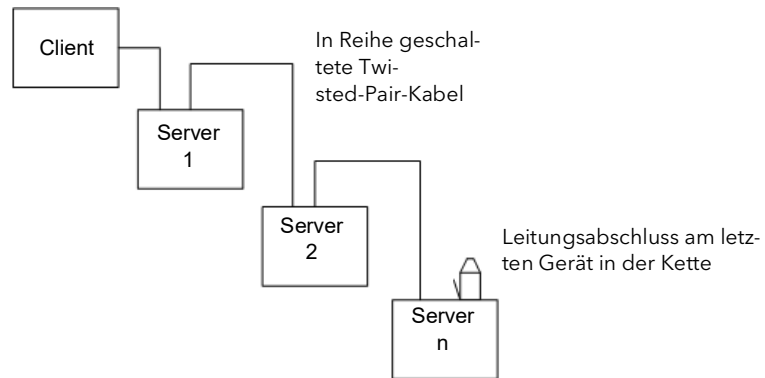 Client
In Reihe geschal-
tete Twi-
sted-Pair-Kabel
Server
1
Server
2
Leitungsabschluss am letz-
ten Gerät in der Kette
Server
n